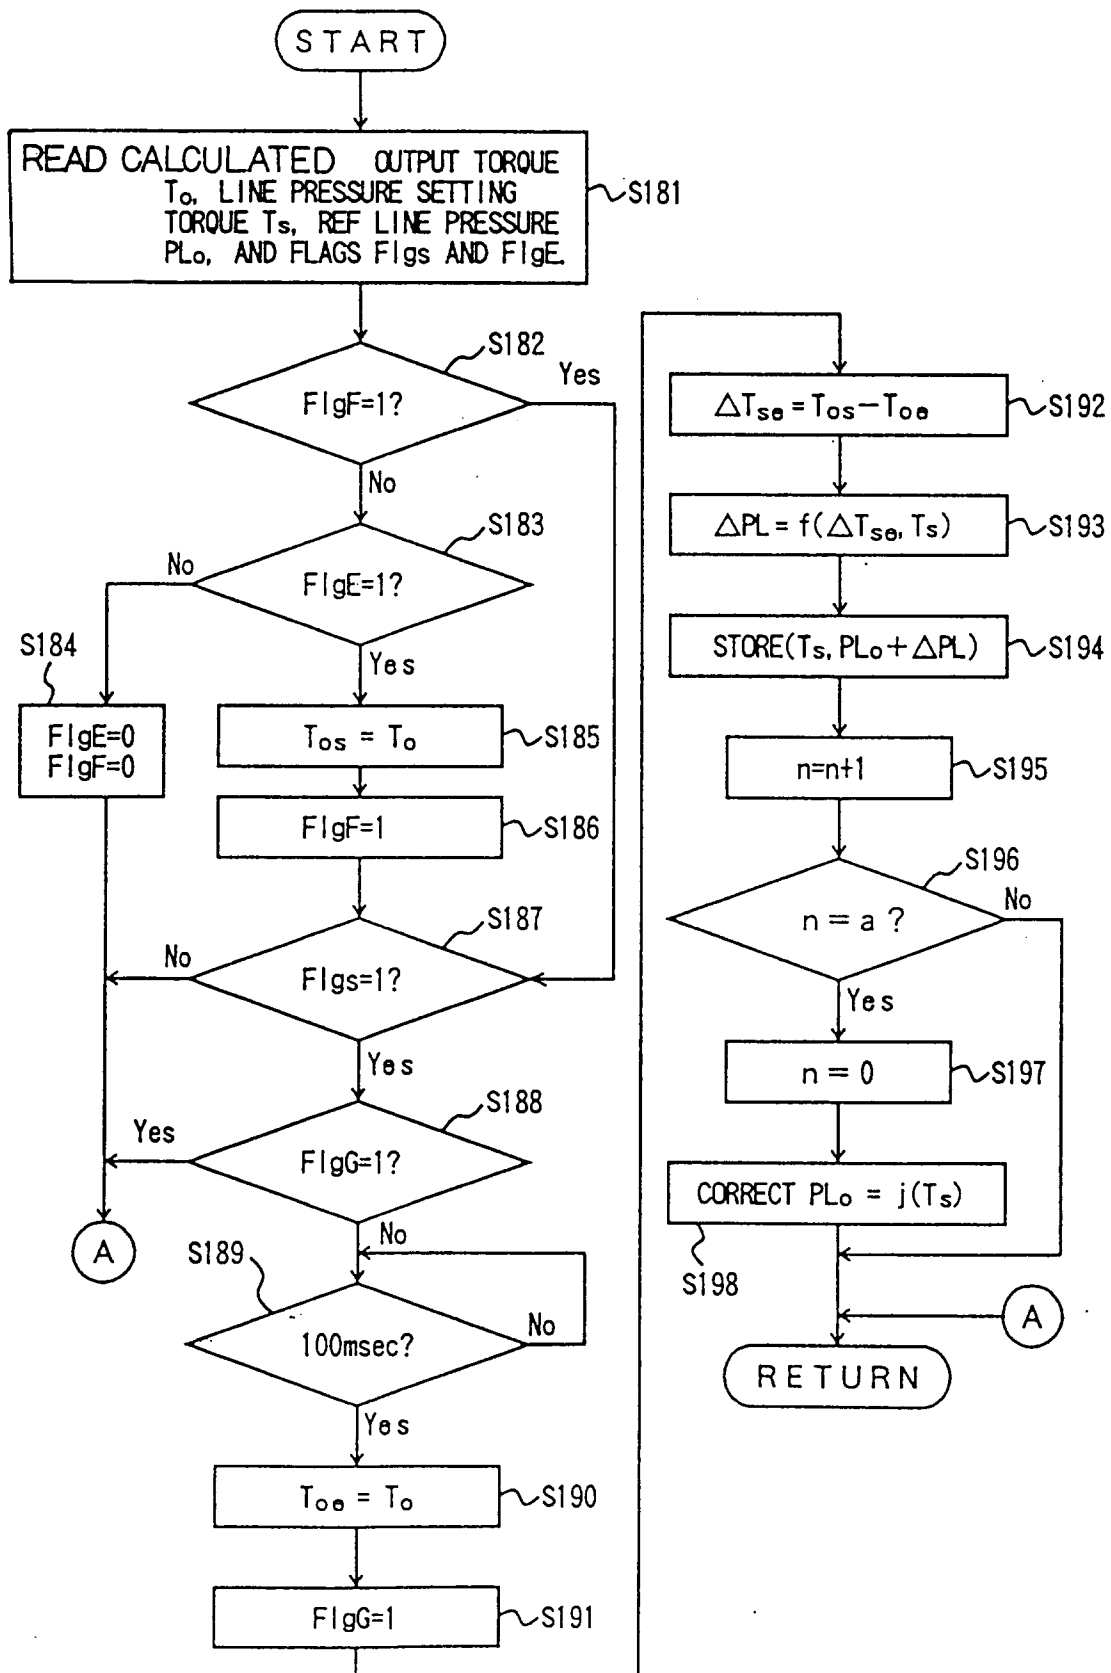 START
READ CALCULATED OUTPUT TORQUE
To, LINE PRESSURE SETTING
TORQUE Ts, REF LINE PRESSURE
PLo, AND FLAGS Flgs AND FlgE.
S181
S182
Yes
FlgF=1?
No
S183
No
FlgE=1?
Yes
S184
FlgE=0
FlgF=0
Tos = To
S185
FlgF=1
S186
S187
No
Flgs=1?
Yes
S188
Yes
FlgG=1?
No
A
S189
100msec?
No
Yes
Toe = To
S190
FlgG=1
S191
△Tse=Tos−Toe
S192
△PL=f(△Tse, Ts)
S193
STORE(Ts, PLo+△PL)
S194
n=n+1
S195
S196
n=a?
No
Yes
n=0
S197
CORRECT PLo = j(Ts)
S198
A
RETURN